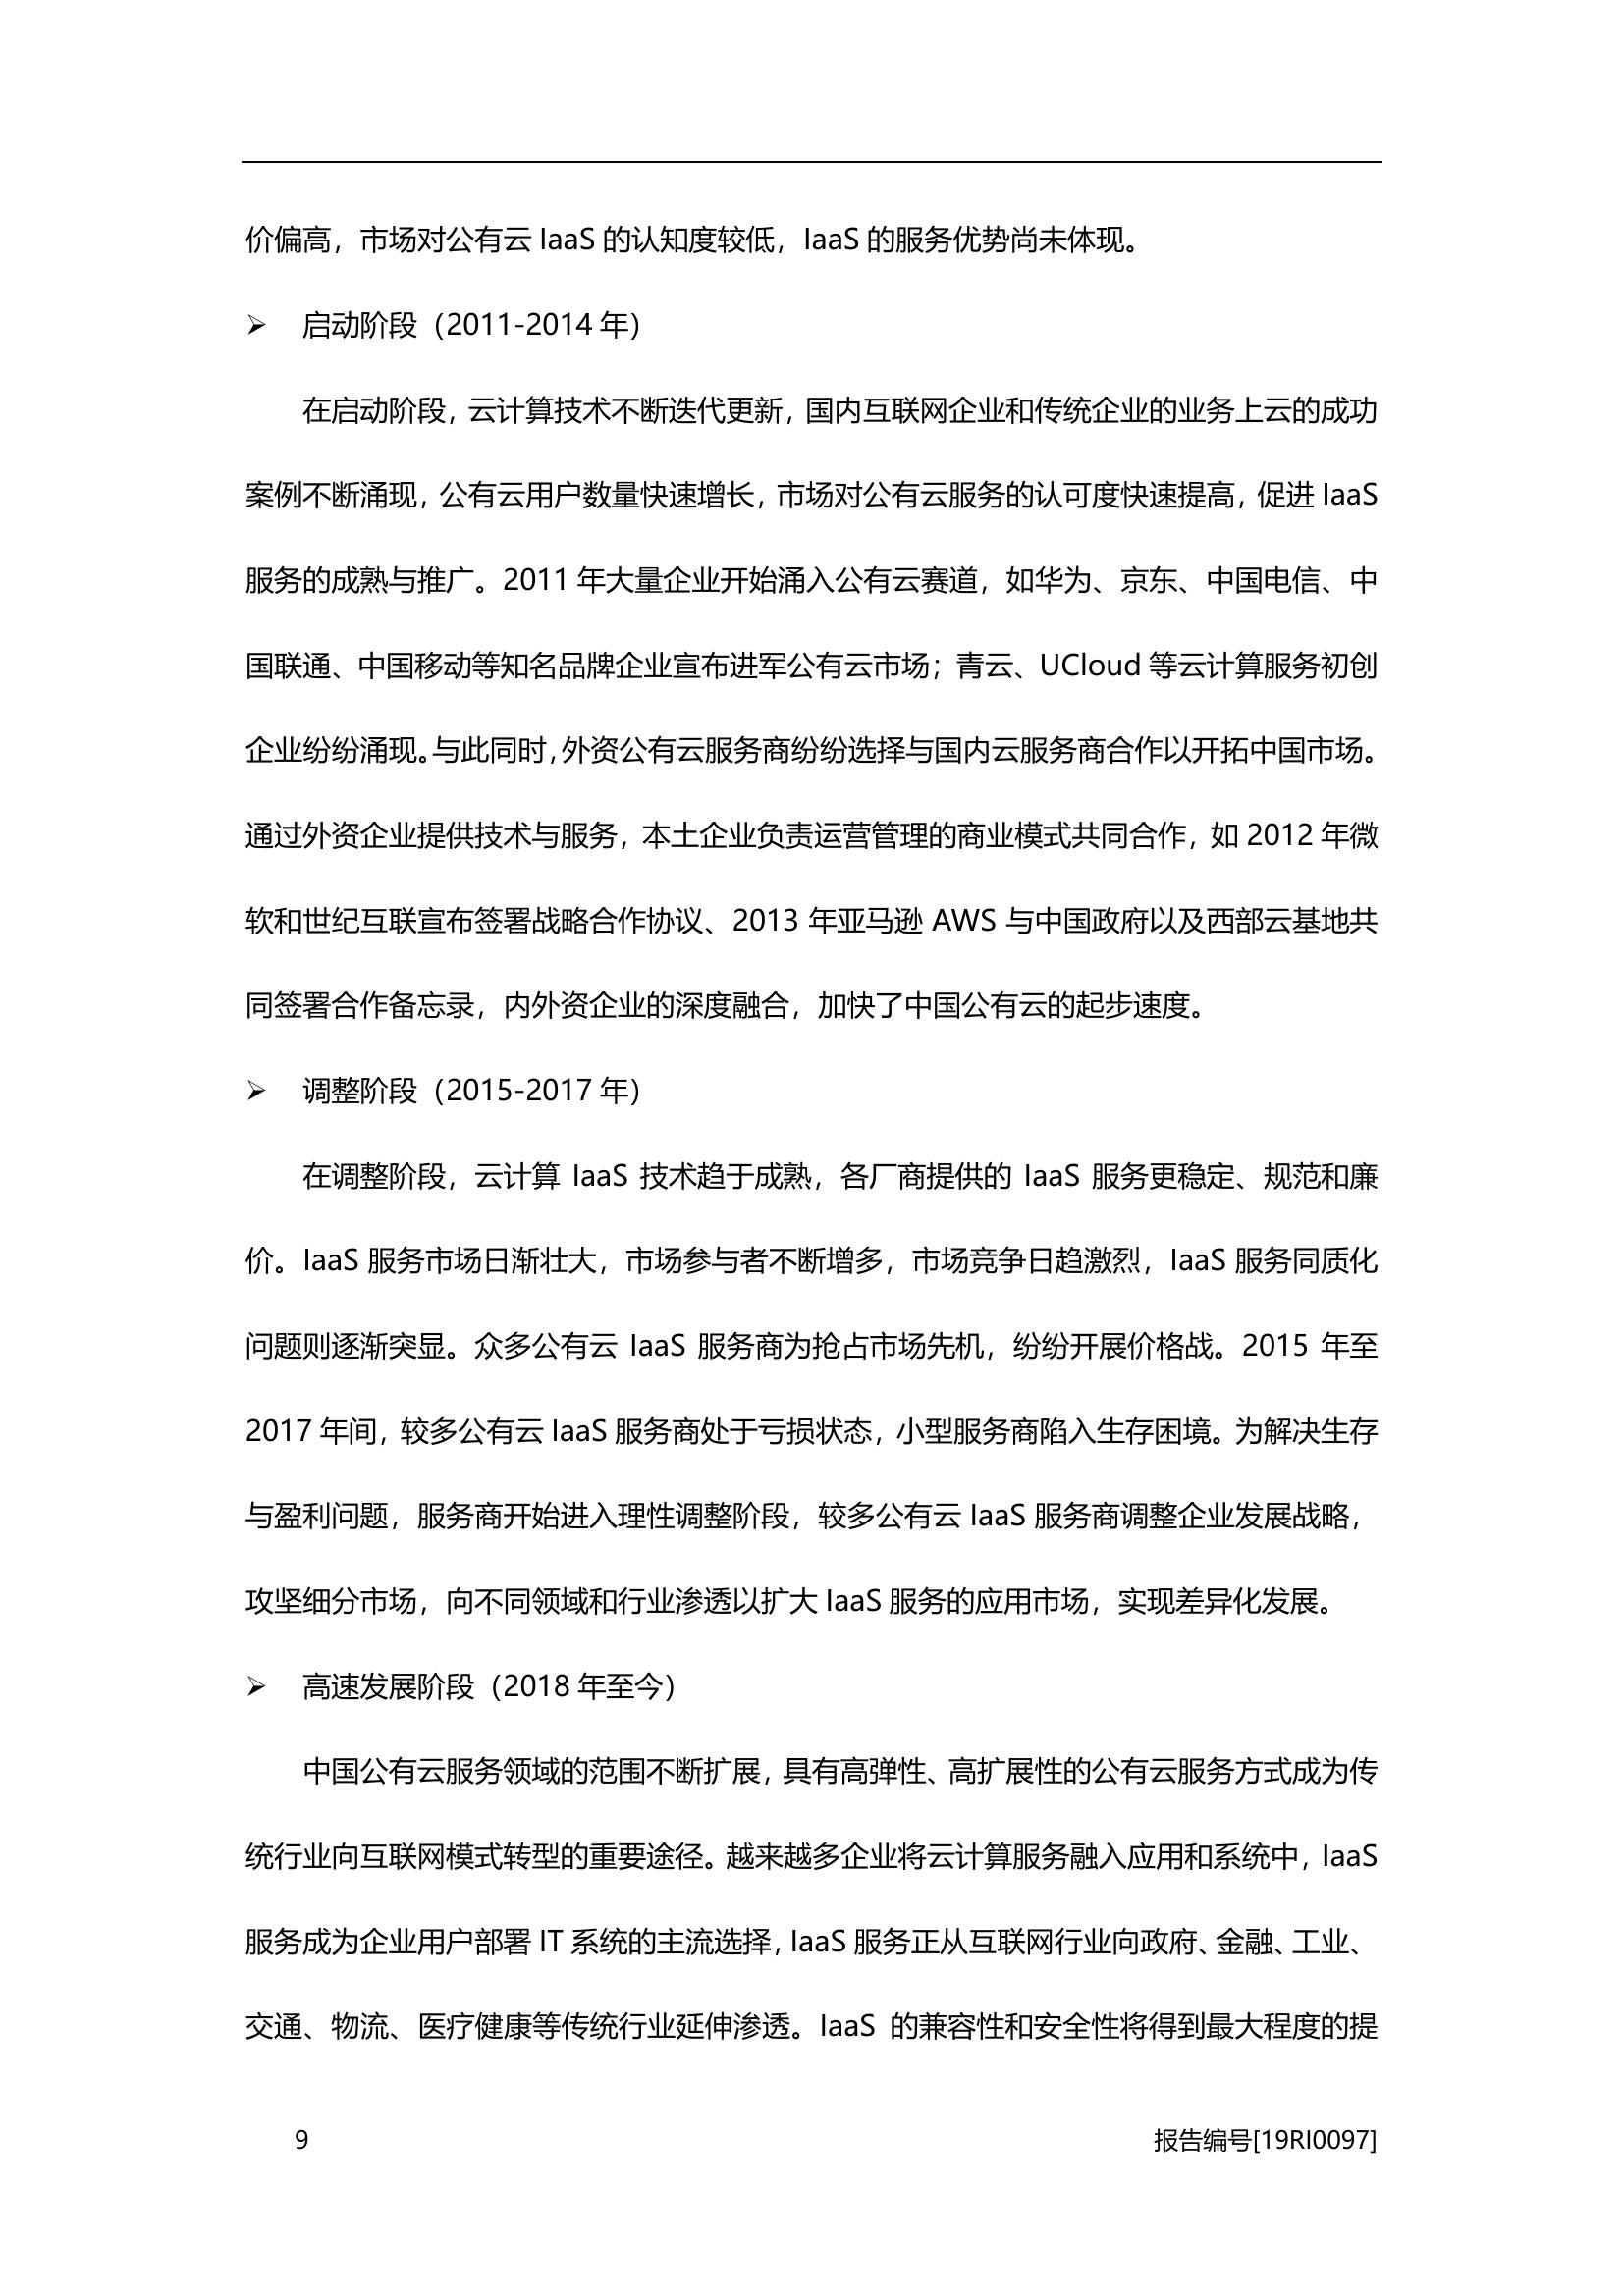 价偏高，市场对公有云 IaaS 的认知度较低，IaaS 的服务优势尚未体现。
➢ 启动阶段（2011-2014 年）
在启动阶段，云计算技术不断迭代更新，国内互联网企业和传统企业的业务上云的成功
案例不断涌现，公有云用户数量快速增长，市场对公有云服务的认可度快速提高，促进 IaaS
服务的成熟与推广。2011 年大量企业开始涌入公有云赛道，如华为、京东、中国电信、中
国联通、中国移动等知名品牌企业宣布进军公有云市场；青云、UCloud 等云计算服务初创
企业纷纷涌现。与此同时，外资公有云服务商纷纷选择与国内云服务商合作以开拓中国市场。
通过外资企业提供技术与服务，本土企业负责运营管理的商业模式共同合作，如 2012 年微
软和世纪互联宣布签署战略合作协议、2013 年亚马逊 AWS 与中国政府以及西部云基地共
同签署合作备忘录，内外资企业的深度融合，加快了中国公有云的起步速度。
➢ 调整阶段（2015-2017 年）
在调整阶段，云计算 IaaS 技术趋于成熟，各厂商提供的 IaaS 服务更稳定、规范和廉
价。IaaS 服务市场日渐壮大，市场参与者不断增多，市场竞争日趋激烈，IaaS 服务同质化
问题则逐渐突显。众多公有云 IaaS 服务商为抢占市场先机，纷纷开展价格战。2015 年至
2017 年间，较多公有云 IaaS 服务商处于亏损状态，小型服务商陷入生存困境。为解决生存
与盈利问题，服务商开始进入理性调整阶段，较多公有云 IaaS 服务商调整企业发展战略，
攻坚细分市场，向不同领域和行业渗透以扩大 IaaS 服务的应用市场，实现差异化发展。
➢ 高速发展阶段（2018 年至今）
中国公有云服务领域的范围不断扩展，具有高弹性、高扩展性的公有云服务方式成为传
统行业向互联网模式转型的重要途径。越来越多企业将云计算服务融入应用和系统中，IaaS
服务成为企业用户部署 IT 系统的主流选择，IaaS 服务正从互联网行业向政府、金融、工业、
交通、物流、医疗健康等传统行业延伸渗透。IaaS 的兼容性和安全性将得到最大程度的提
9 报告编号[19RI0097]